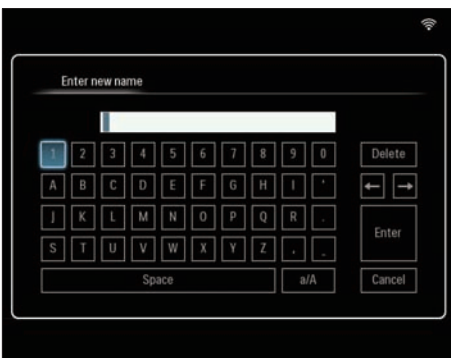 Enter new name
1 2 3 4 5 6 7 8 9 0 Delete
A B C D E F G H I ' ← →
J K L M N O P Q R . Enter
S T U V W X Y Z , _
Space a/A Cancel